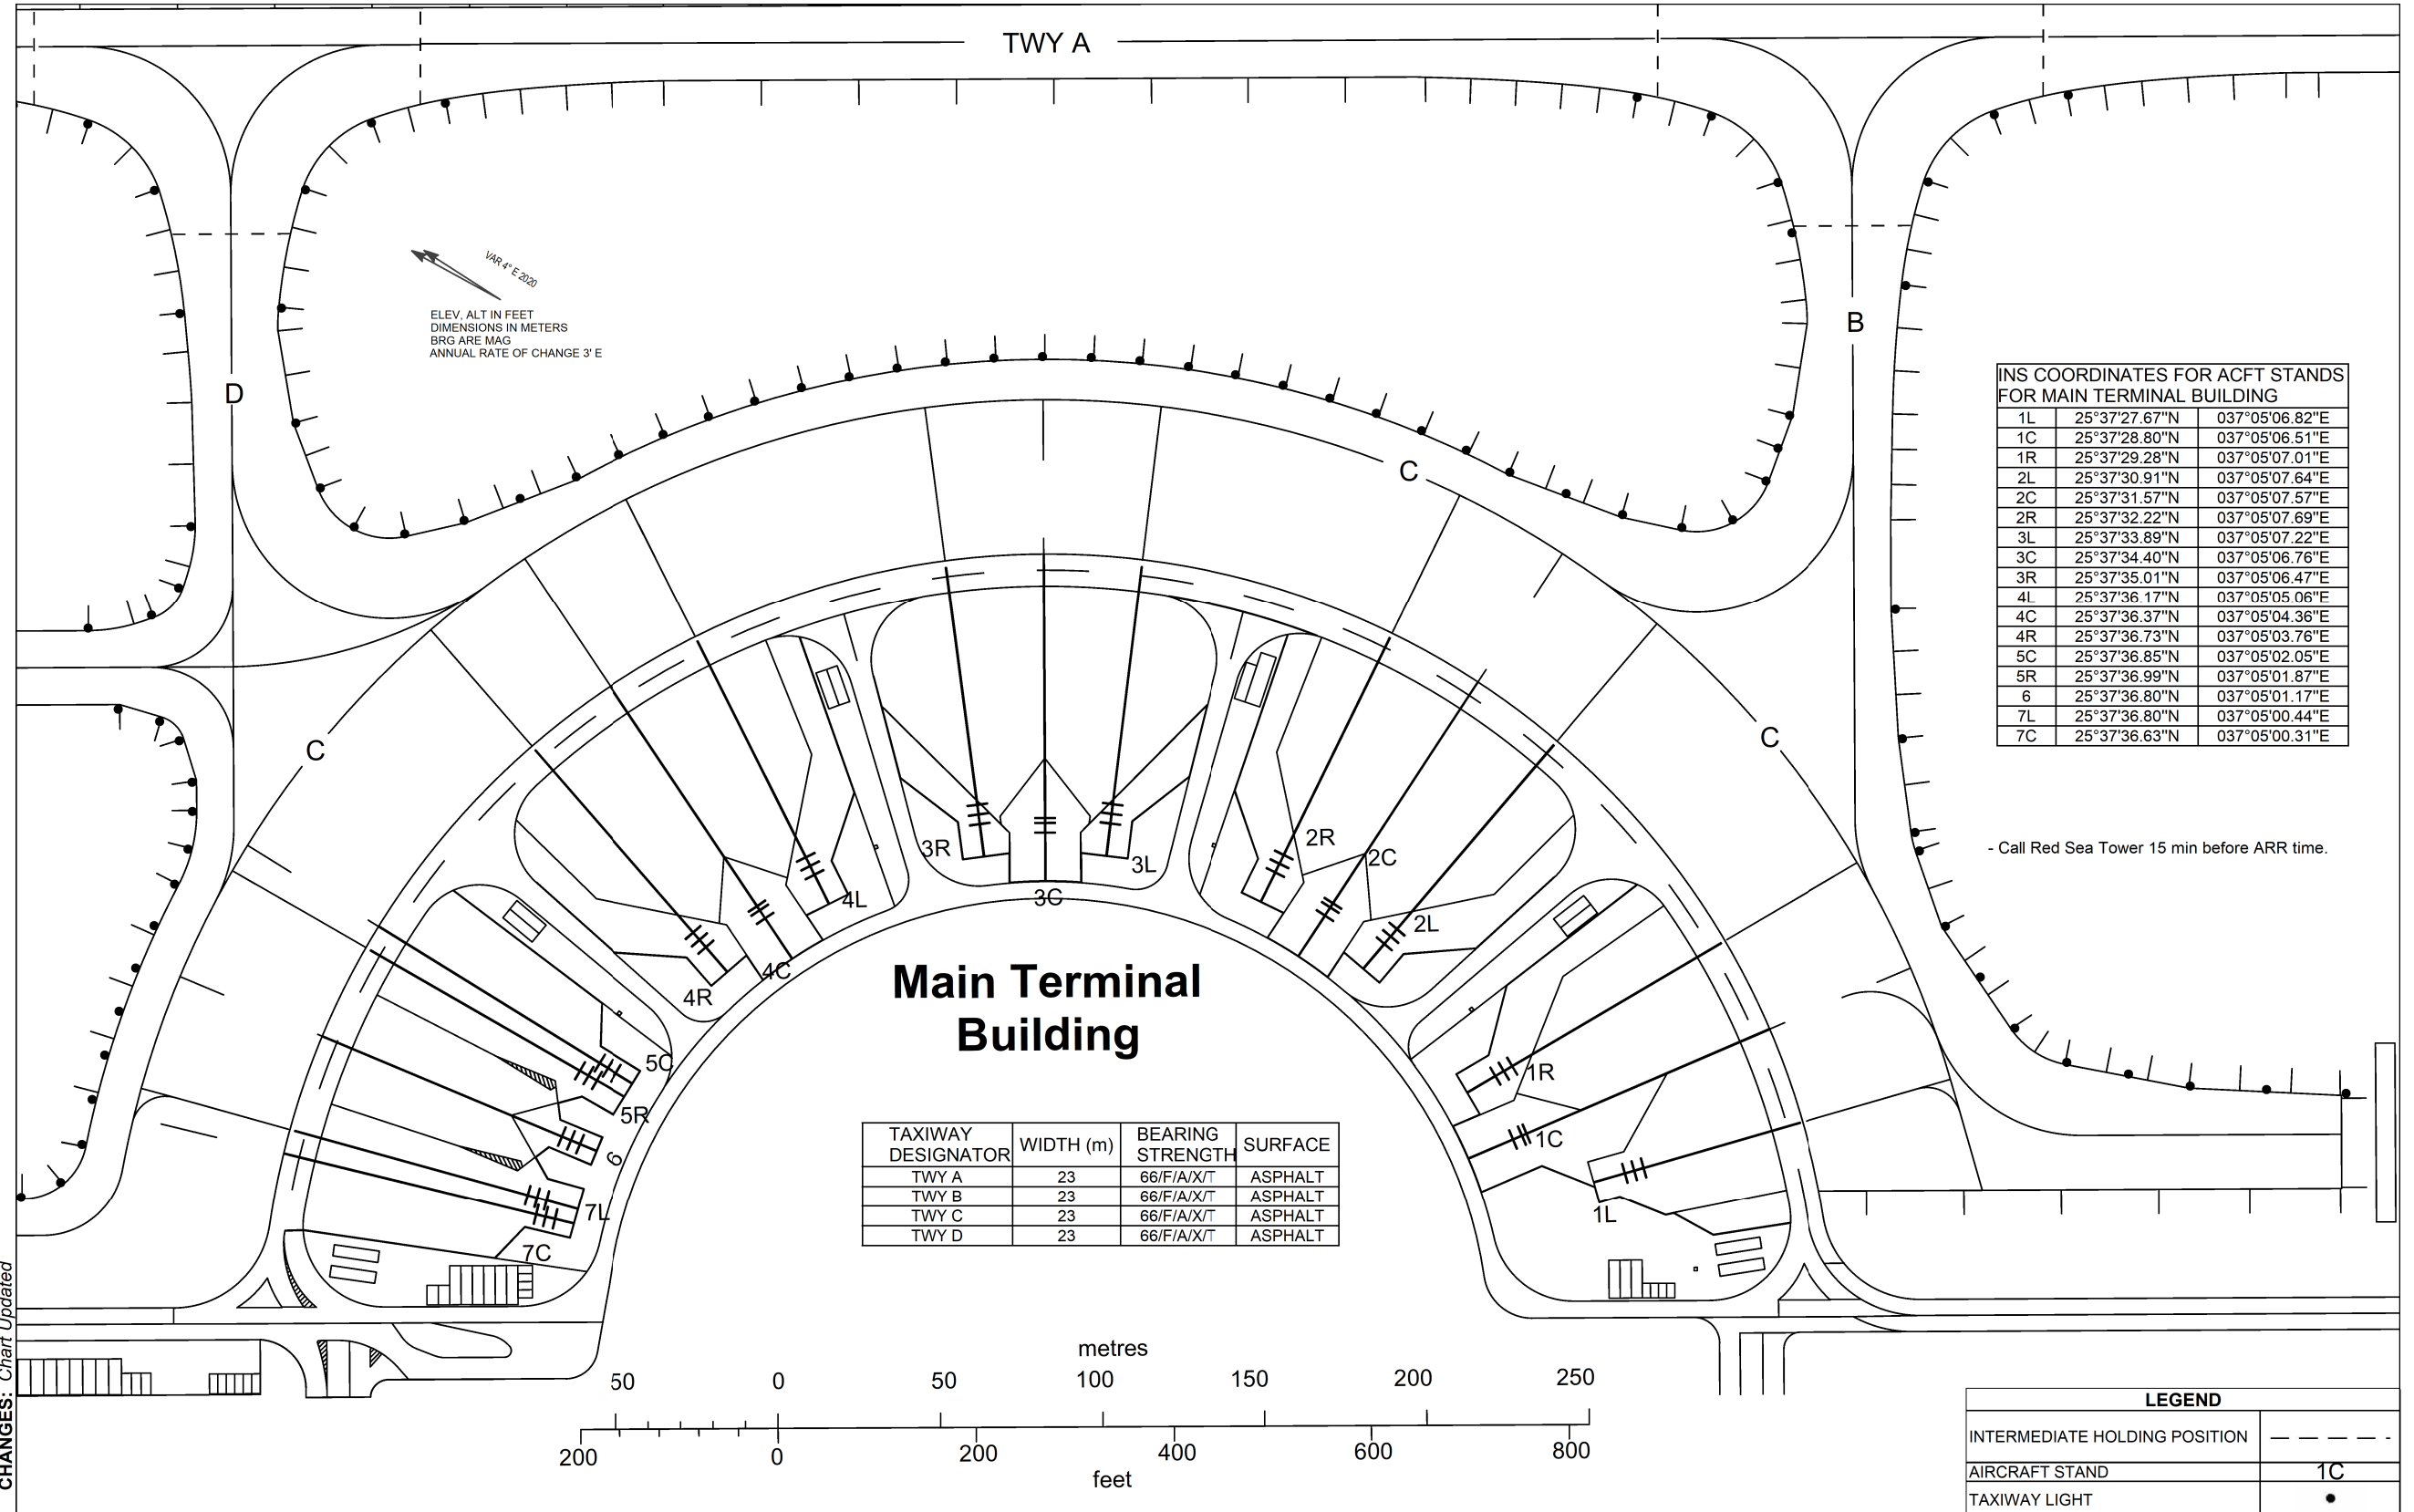 TWY A
VAR 4° E 2020
ELEV, ALT IN FEET
DIMENSIONS IN METERS
BRG ARE MAG
ANNUAL RATE OF CHANGE 3' E
D
B
C
C
C
INS COORDINATES FOR ACFT STANDS
FOR MAIN TERMINAL BUILDING
1L 25°37'27.67"N 037°05'06.82"E
1C 25°37'28.80"N 037°05'06.51"E
1R 25°37'29.28"N 037°05'07.01"E
2L 25°37'30.91"N 037°05'07.64"E
2C 25°37'31.57"N 037°05'07.57"E
2R 25°37'32.22"N 037°05'07.69"E
3L 25°37'33.89"N 037°05'07.22"E
3C 25°37'34.40"N 037°05'06.76"E
3R 25°37'35.01"N 037°05'06.47"E
4L 25°37'36.17"N 037°05'05.06"E
4C 25°37'36.37"N 037°05'04.36"E
4R 25°37'36.73"N 037°05'03.76"E
5C 25°37'36.85"N 037°05'02.05"E
5R 25°37'36.99"N 037°05'01.87"E
6 25°37'36.80"N 037°05'01.17"E
7L 25°37'36.80"N 037°05'00.44"E
7C 25°37'36.63"N 037°05'00.31"E
- Call Red Sea Tower 15 min before ARR time.
3R
3C
3L
2R
2C
2L
4L
4C
4R
5C
5R
6
7L
7C
1R
1C
1L
Main Terminal
Building
TAXIWAY DESIGNATOR WIDTH (m) BEARING STRENGTH SURFACE
TWY A 23 66/F/A/X/T ASPHALT
TWY B 23 66/F/A/X/T ASPHALT
TWY C 23 66/F/A/X/T ASPHALT
TWY D 23 66/F/A/X/T ASPHALT
metres
50 0 50 100 150 200 250
200 0 200 400 600 800
feet
CHANGES: Chart Updated
LEGEND
INTERMEDIATE HOLDING POSITION
AIRCRAFT STAND 1C
TAXIWAY LIGHT